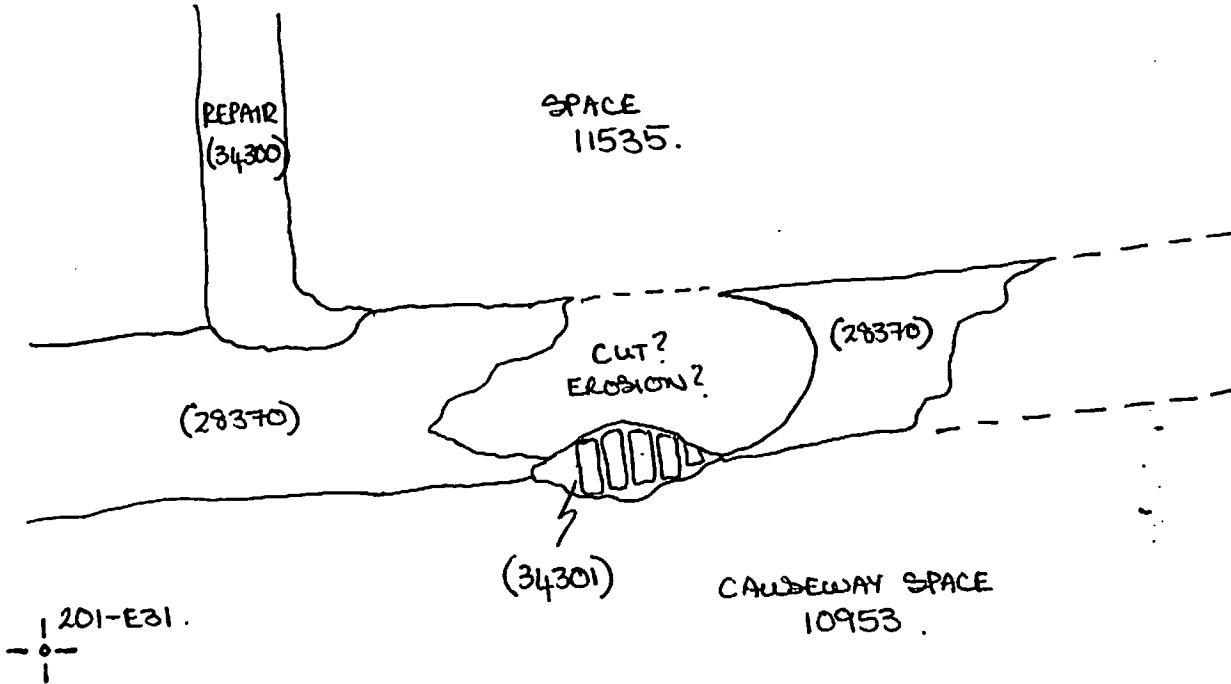 REPAIR
(34300)
SPACE
11535.
CUT?
EROSION?
(28370)
(28370)
(34301)
CAUSEWAY SPACE
10953.
201-E31.